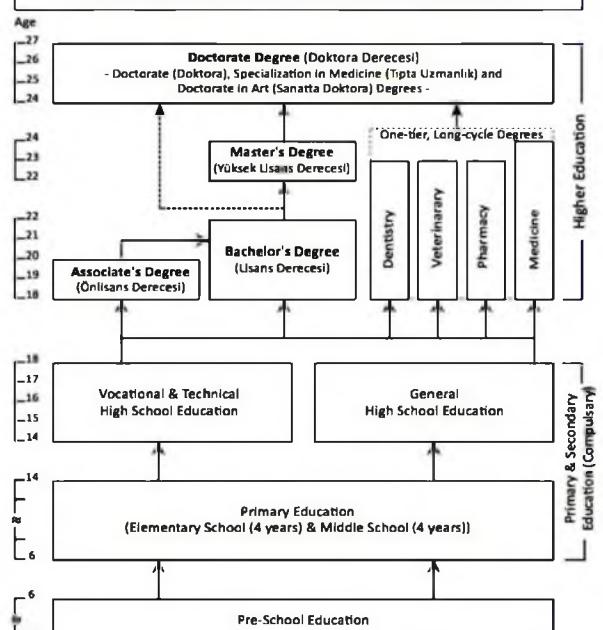 Age
27
26
25
24
Doctorate Degree (Doktora Derecesi)
- Doctorate (Doktora), Specialization in Medicine (Tıpta Uzmanlık) and
Doctorate in Art (Sanatta Doktora) Degrees -
24
23
22
Master's Degree
(Yüksek Lisans Derecesi)
One-tier, Long-cycle Degrees
Higher Education
22
21
20
19
18
Associate's Degree
(Önlisans Derecesi)
Bachelor's Degree
(Lisans Derecesi)
Dentistry
Veterinarary
Pharmacy
Medicine
18
17
16
15
14
Vocational & Technical
High School Education
General
High School Education
Primary & Secondary
Education (Compulsary)
14
≈
6
Primary Education
(Elementary School (4 years) & Middle School (4 years))
6
Pre-School Education